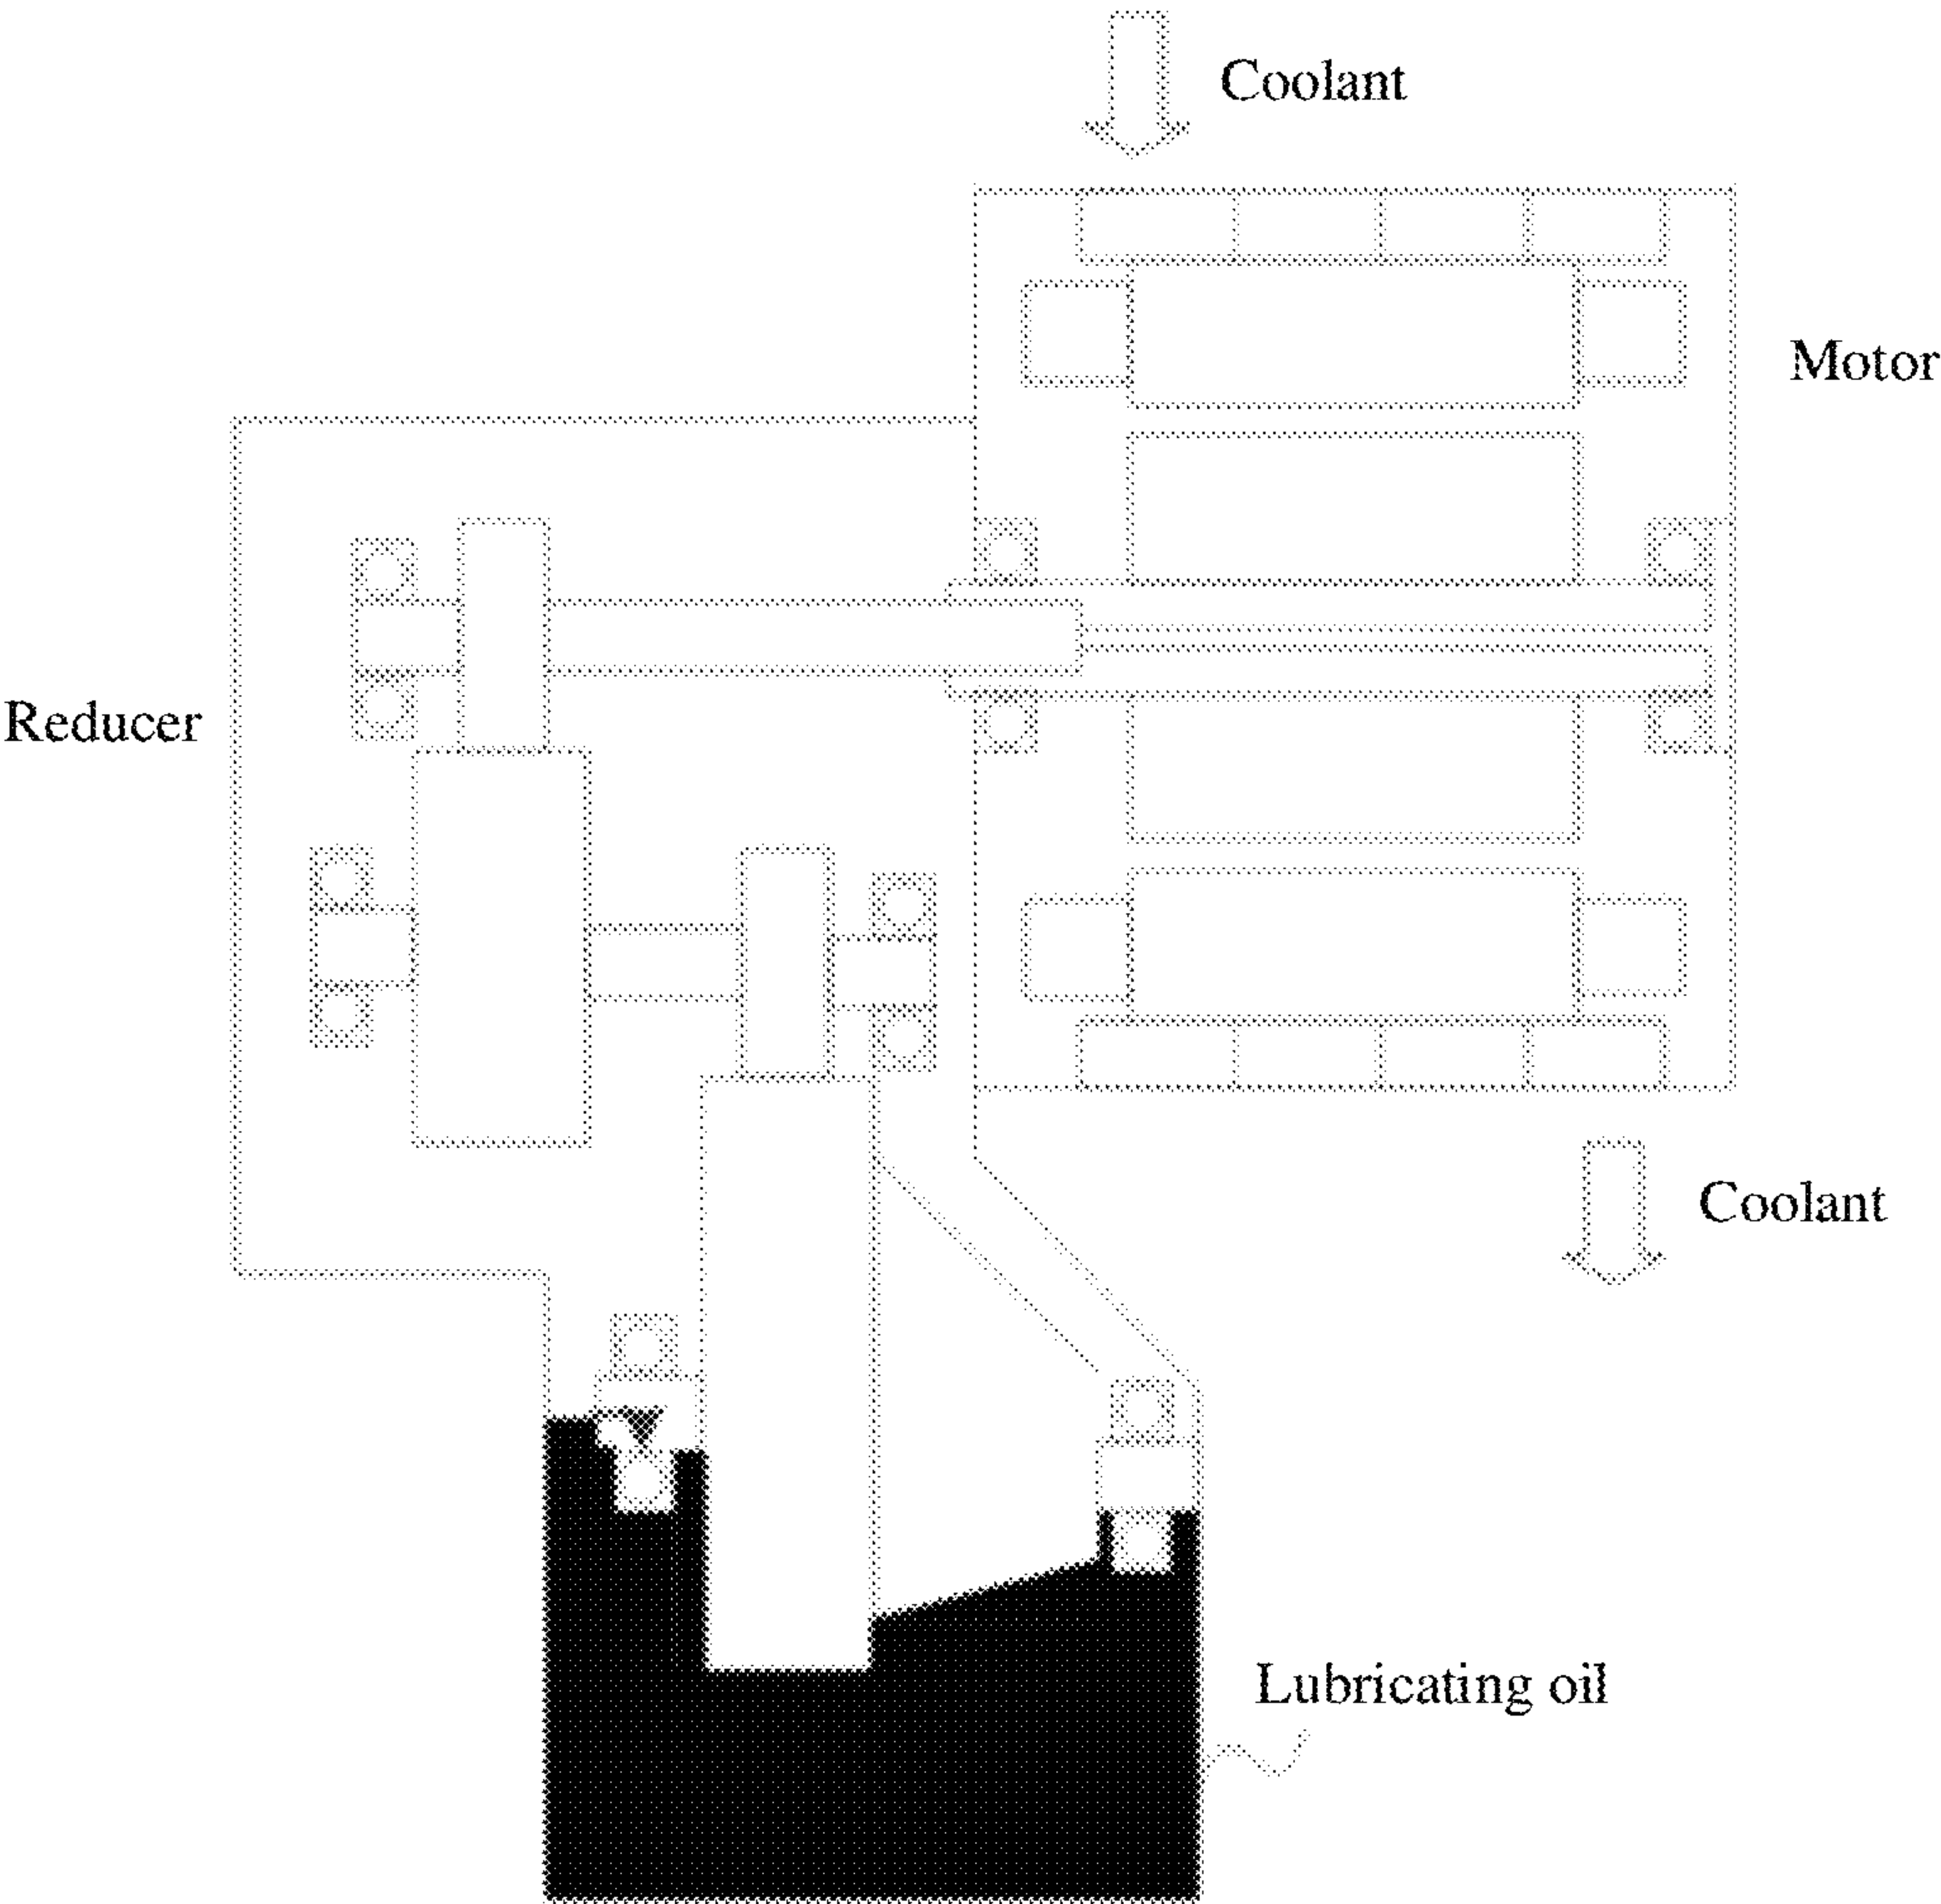 Coolant
Motor
Reducer
Coolant
Lubricating oil